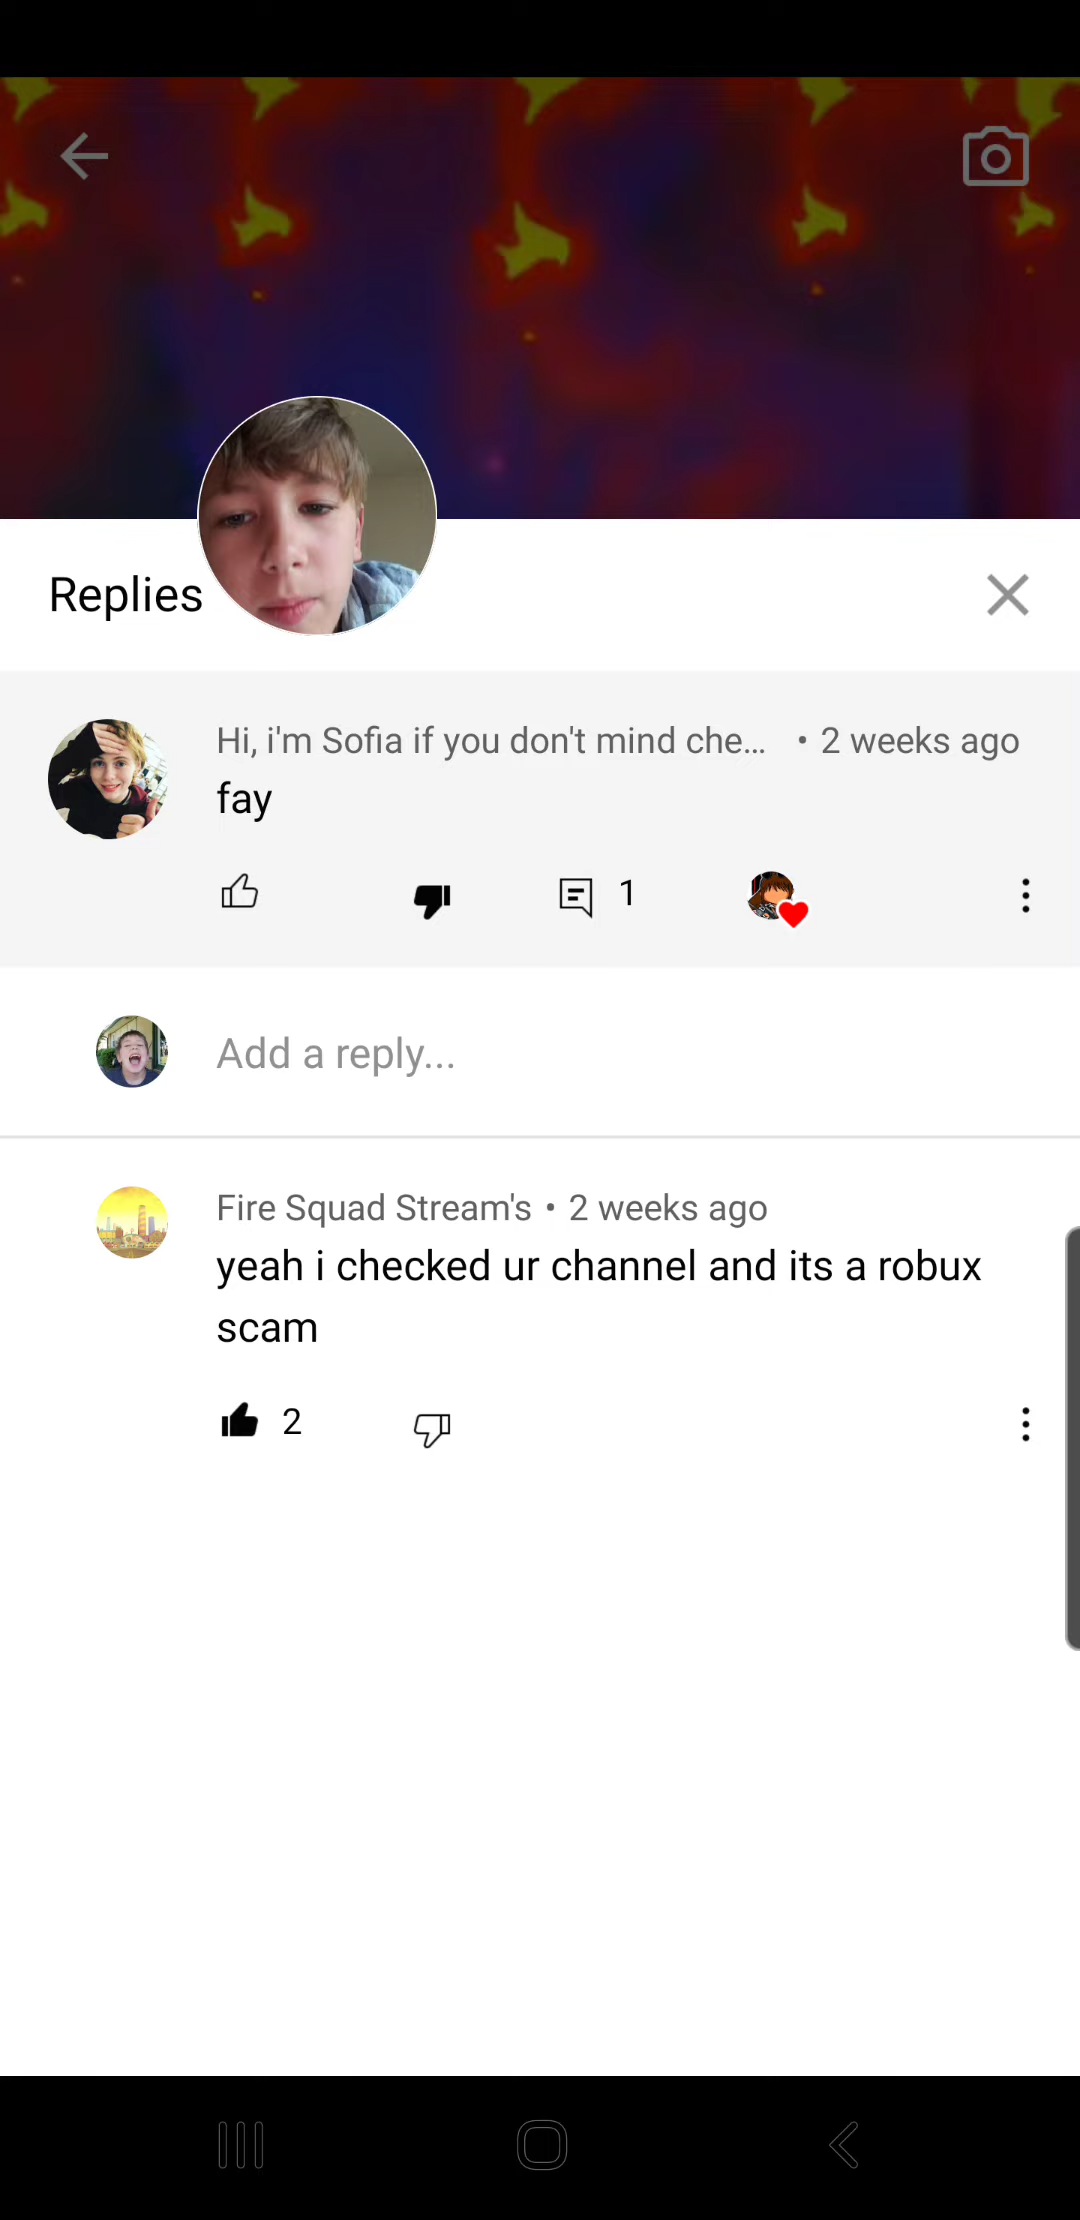 Replies
Hi, i'm Sofia if you don't mind che... • 2 weeks ago
fay
1
Add a reply...
Fire Squad Stream's • 2 weeks ago
yeah i checked ur channel and its a robux
scam
2